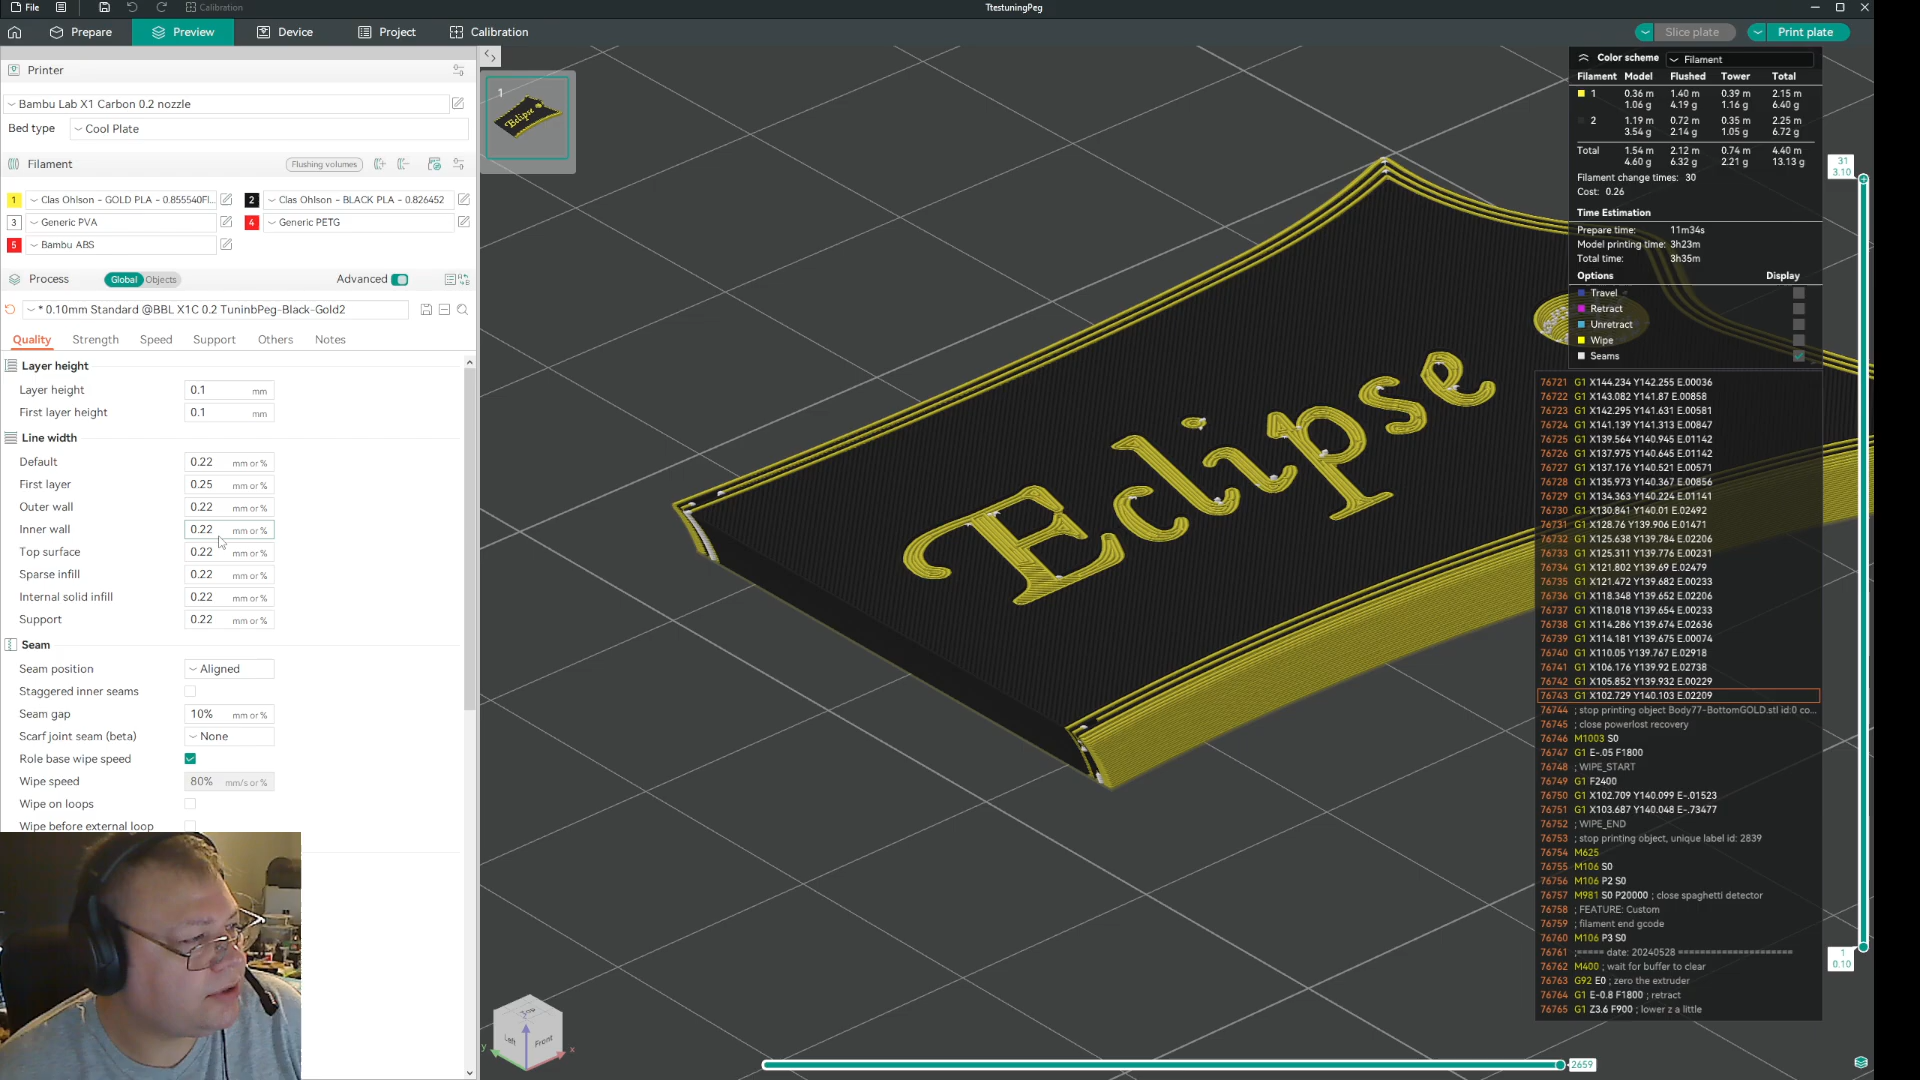 File
Calibration
TtestuningPeg
Prepare
Preview
Device
Project
Calibration
Slice plate
Print plate
Printer
Bambu Lab X1 Carbon 0.2 nozzle
Bed type
Cool Plate
Filament
Flushing volumes
1 Clas Ohlson - GOLD PLA - 0.855540Fl...
2 Clas Ohlson - BLACK PLA - 0.826452
3 Generic PVA
4 Generic PETG
5 Bambu ABS
Process
Global
Objects
Advanced
* 0.10mm Standard @BBL X1C 0.2 TuninbPeg-Black-Gold2
Quality
Strength
Speed
Support
Others
Notes
Layer height
Layer height 0.1 mm
First layer height 0.1 mm
Line width
Default 0.22 mm or %
First layer 0.25 mm or %
Outer wall 0.22 mm or %
Inner wall 0.22 mm or %
Top surface 0.22 mm or %
Sparse infill 0.22 mm or %
Internal solid infill 0.22 mm or %
Support 0.22 mm or %
Seam
Seam position Aligned
Staggered inner seams
Seam gap 10% mm or %
Scarf joint seam (beta) None
Role base wipe speed
Wipe speed 80% mm/s or %
Wipe on loops
Wipe before external loop
1
Eclipse
Eclipse
Top
Left
Front
y
x
Color scheme Filament
Filament Model Flushed Tower Total
1 0.36 m 1.40 m 0.39 m 2.15 m
1.06 g 4.19 g 1.16 g 6.40 g
2 1.19 m 0.72 m 0.35 m 2.25 m
3.54 g 2.14 g 1.05 g 6.72 g
Total 1.54 m 2.12 m 0.74 m 4.40 m
4.60 g 6.32 g 2.21 g 13.13 g
Filament change times: 30
Cost: 0.26
Time Estimation
Prepare time: 11m34s
Model printing time: 3h23m
Total time: 3h35m
Options Display
Travel
Retract
Unretract
Wipe
Seams
76721 G1 X144.234 Y142.255 E.00036
76722 G1 X143.082 Y141.87 E.00858
76723 G1 X142.295 Y141.631 E.00581
76724 G1 X141.139 Y141.313 E.00847
76725 G1 X139.564 Y140.945 E.01142
76726 G1 X137.975 Y140.645 E.01142
76727 G1 X137.176 Y140.521 E.00571
76728 G1 X135.973 Y140.367 E.00856
76729 G1 X134.363 Y140.224 E.01141
76730 G1 X130.841 Y140.01 E.02492
76731 G1 X128.76 Y139.906 E.01471
76732 G1 X125.638 Y139.784 E.02206
76733 G1 X125.311 Y139.776 E.00231
76734 G1 X121.802 Y139.69 E.02479
76735 G1 X121.472 Y139.682 E.00233
76736 G1 X118.348 Y139.652 E.02206
76737 G1 X118.018 Y139.654 E.00233
76738 G1 X114.286 Y139.674 E.02636
76739 G1 X114.181 Y139.675 E.00074
76740 G1 X110.05 Y139.767 E.02918
76741 G1 X106.176 Y139.92 E.02738
76742 G1 X105.852 Y139.932 E.00229
76743 G1 X102.729 Y140.103 E.02209
76744 ; stop printing object Body77-BottomGOLD.stl id:0 co...
76745 ; close powerlost recovery
76746 M1003 S0
76747 G1 E-.05 F1800
76748 ; WIPE_START
76749 G1 F2400
76750 G1 X102.709 Y140.099 E-.01523
76751 G1 X103.687 Y140.048 E-.73477
76752 ; WIPE_END
76753 ; stop printing object, unique label id: 2839
76754 M625
76755 M106 S0
76756 M106 P2 S0
76757 M981 S0 P20000 ; close spaghetti detector
76758 ; FEATURE: Custom
76759 ; filament end gcode
76760 M106 P3 S0
76761 ;===== date: 20240528 =====================
76762 M400 ; wait for buffer to clear
76763 G92 E0 ; zero the extruder
76764 G1 E-0.8 F1800 ; retract
76765 G1 Z3.6 F900 ; lower z a little
31
3.10
1
0.10
2659